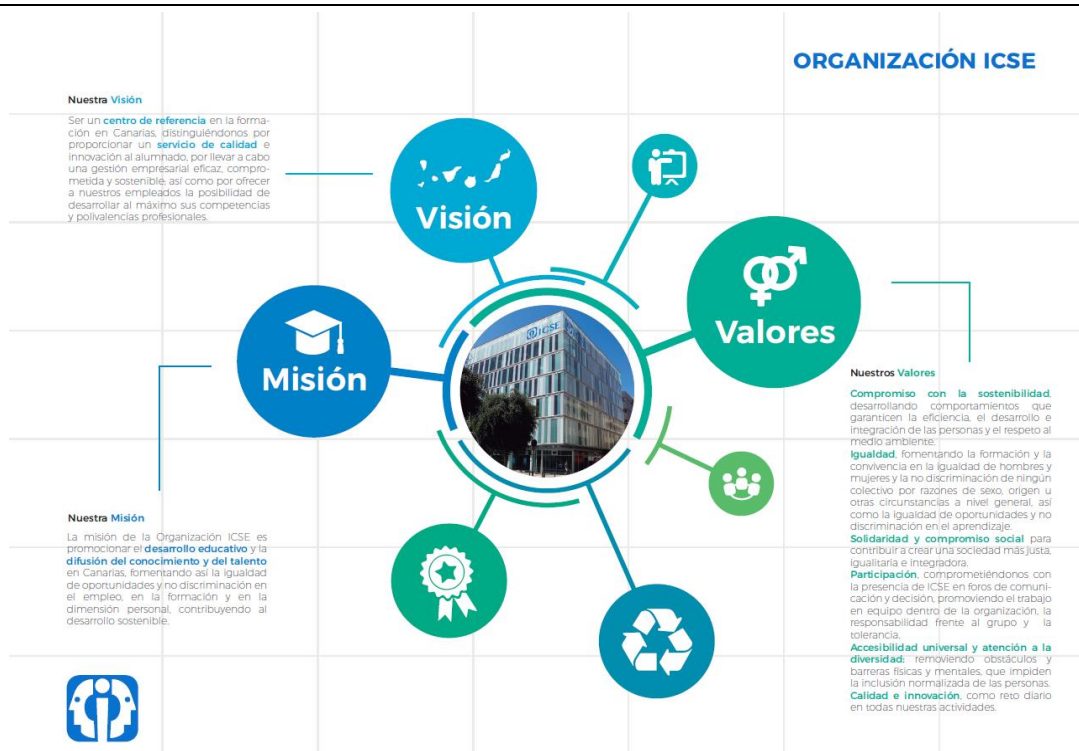 ORGANIZACIÓN ICSE
Nuestra Visión
Ser un centro de referencia en la forma-
ción en Canarias, distinguiéndonos por
proporcionar un servicio de calidad e
innovación al alumnado, por llevar a cabo
una gestión empresarial eficaz, compro-
metida y sostenible; así como por ofrecer
a nuestros empleados la posibilidad de
desarrollar al máximo sus competencias
y polivalencias profesionales.
Visión
Valores
Misión
ICSE
Nuestra Misión
La misión de la Organización ICSE es
promocionar el desarrollo educativo y la
difusión del conocimiento y del talento
en Canarias, fomentando así la igualdad
de oportunidades y no discriminación en
el empleo, en la formación y en la
dimensión personal, contribuyendo al
desarrollo sostenible.
Nuestros Valores
Compromiso con la sostenibilidad,
desarrollando comportamientos que
garanticen la eficiencia, el desarrollo e
integración de las personas y el respeto al
medio ambiente.
Igualdad, fomentando la formación y la
convivencia en la igualdad de hombres y
mujeres y la no discriminación de ningún
colectivo por razones de sexo, origen u
otras circunstancias a nivel general, así
como la igualdad de oportunidades y no
discriminación en el aprendizaje.
Solidaridad y compromiso social para
contribuir a crear una sociedad más justa,
igualitaria e integradora.
Participación, comprometiéndonos con
la presencia de ICSE en foros de comuni-
cación y decisión, promoviendo el trabajo
en equipo dentro de la organización, la
responsabilidad frente al grupo y la
tolerancia.
Accesibilidad universal y atención a la
diversidad: removiendo obstáculos y
barreras físicas y mentales, que impiden
la inclusión normalizada de las personas.
Calidad e innovación, como reto diario
en todas nuestras actividades.